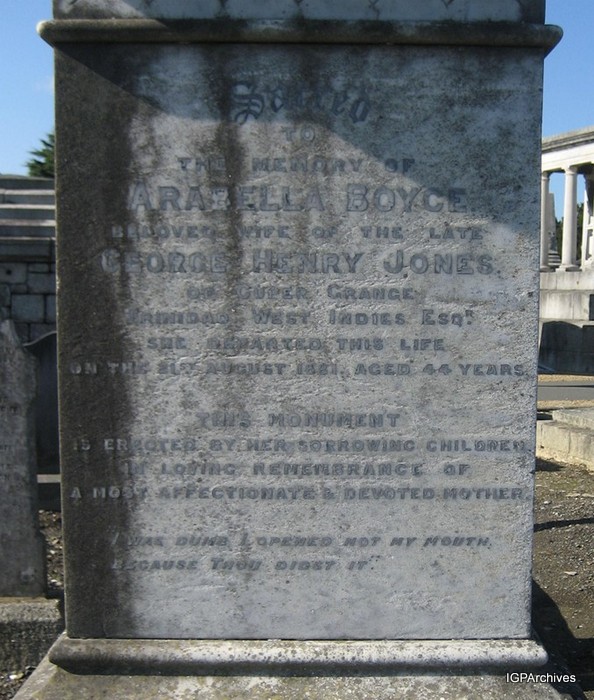 Sacred
TO
THE MEMORY OF
ARABELLA BOYCE
BELOVED WIFE OF THE LATE
GEORGE HENRY JONES
OF CUPER GRANGE
TRINIDAD WEST INDIES ESQR.
SHE DEPARTED THIS LIFE
ON THE 21ST AUGUST 1881. AGED 44 YEARS.
THIS MONUMENT
IS ERECTED BY HER SORROWING CHILDREN
IN LOVING REMEMBRANCE OF
A MOST AFFECTIONATE & DEVOTED MOTHER.
"I WAS DUMB I OPENED NOT MY MOUTH,
BECAUSE THOU DIDST IT"
IGPArchives